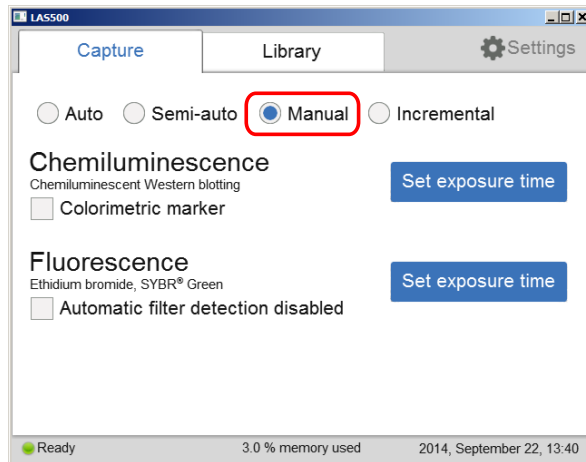 LAS500
Capture Library Settings
Auto Semi-auto Manual Incremental
Chemiluminescence
Chemiluminescent Western blotting
Set exposure time
Colorimetric marker
Fluorescence
Ethidium bromide, SYBR® Green
Set exposure time
Automatic filter detection disabled
Ready 3.0 % memory used 2014, September 22, 13:40